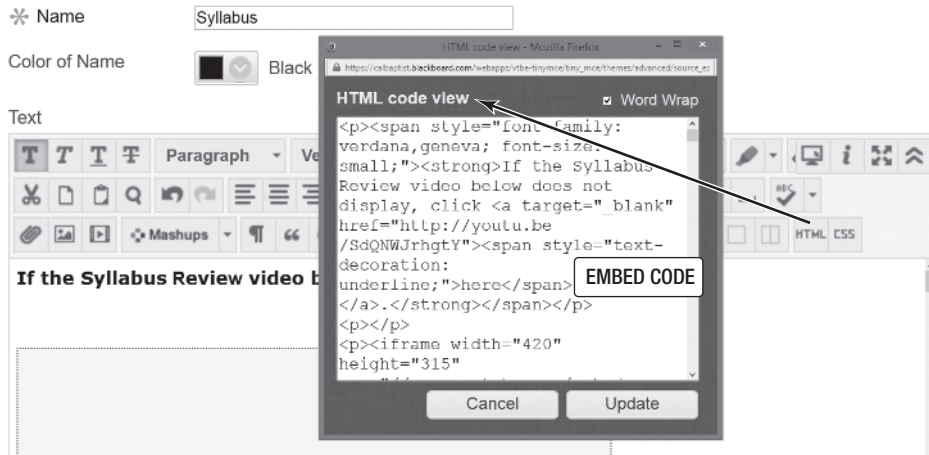 Name
Syllabus
Color of Name
Black
Text
HTML code view - Mozilla Firefox
https://calbaptist.blackboard.com/webapps/vtbe-tinymce/tiny_mce/themes/advanced/source_ec
HTML code view
Word Wrap
<p><span style="font-family:
verdana,geneva; font-size:
small;"><strong>If the Syllabus
Review video below does not
display, click <a target="_blank"
href="http://youtu.be
/SdQNWJrhgtY"><span style="text-
decoration:
underline;">here</span>
</a>.</strong></span></p>
<p></p>
<p><iframe width="420"
height="315"
EMBED CODE
Cancel
Update
T T T T Paragraph Ve
ABC
Mashups
HTML CSS
If the Syllabus Review video b